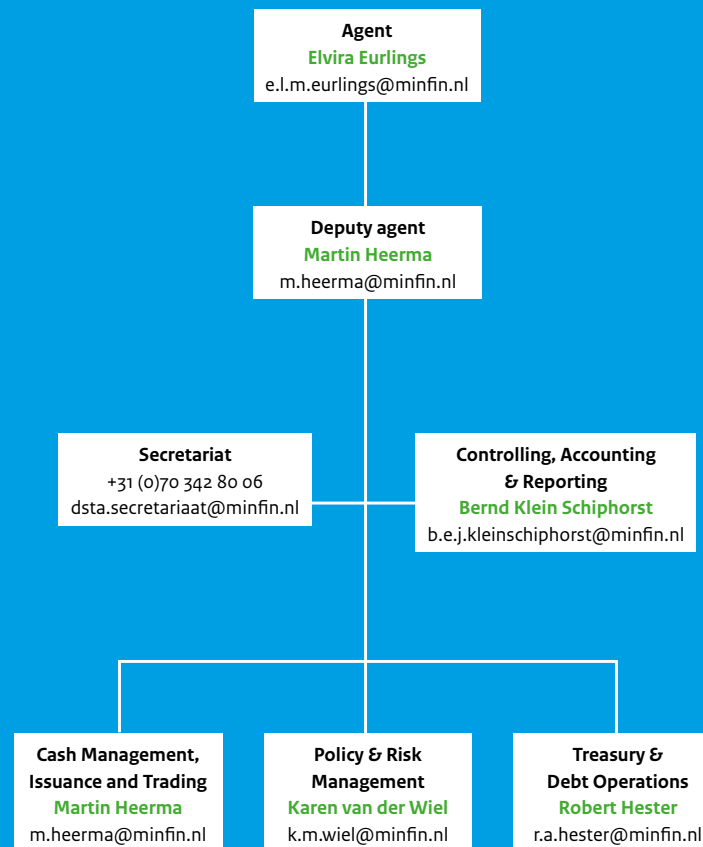 Agent
Elvira Eurlings
e.l.m.eurlings@minfin.nl
Deputy agent
Martin Heerma
m.heerma@minfin.nl
Secretariat
+31 (0)70 342 80 06
dsta.secretariaat@minfin.nl
Controlling, Accounting
& Reporting
Bernd Klein Schiphorst
b.e.j.kleinschiphorst@minfin.nl
Cash Management,
Issuance and Trading
Martin Heerma
m.heerma@minfin.nl
Policy & Risk
Management
Karen van der Wiel
k.m.wiel@minfin.nl
Treasury &
Debt Operations
Robert Hester
r.a.hester@minfin.nl